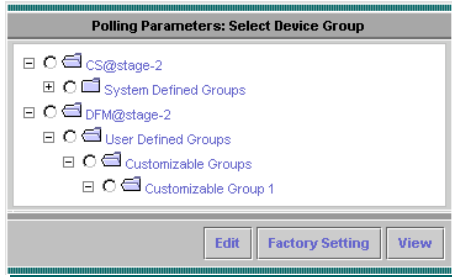 Polling Parameters: Select Device Group
CS@stage-2
System Defined Groups
DFM@stage-2
User Defined Groups
Customizable Groups
Customizable Group 1
Edit
Factory Setting
View